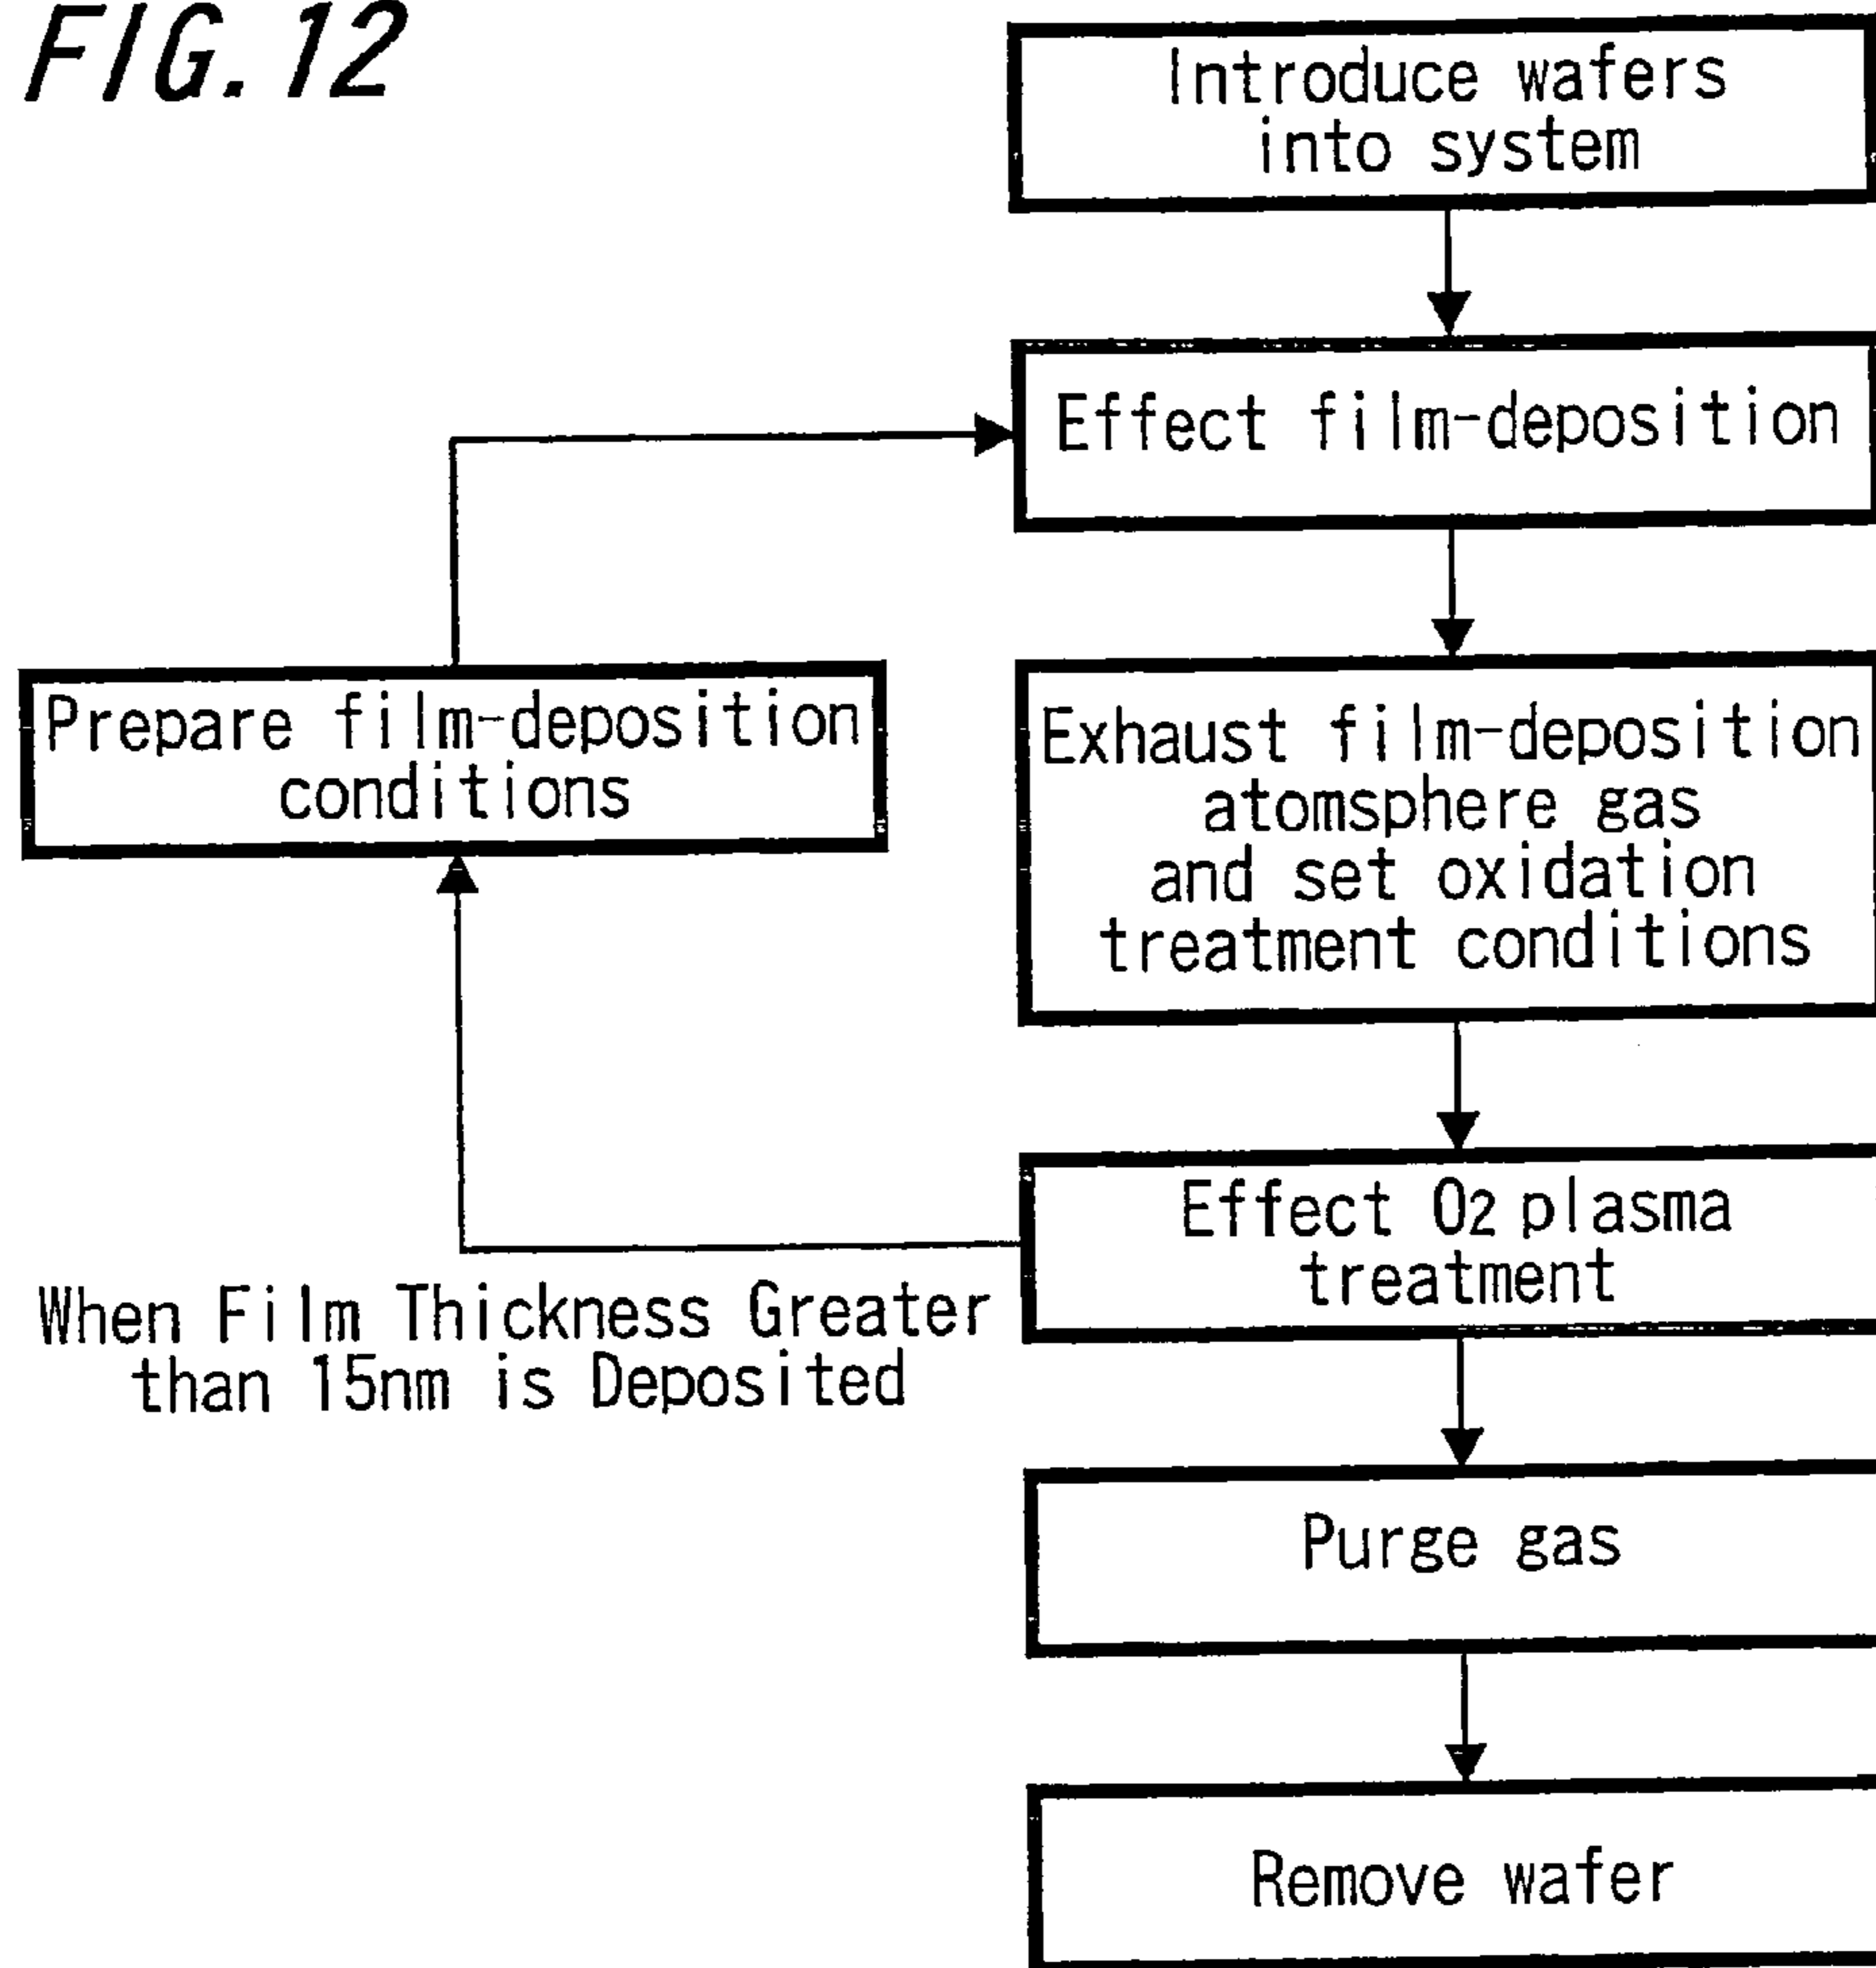 FIG.12
Introduce wafers
into system
Effect film-deposition
Prepare film-deposition
conditions
Exhaust film-deposition
atomsphere gas
and set oxidation
treatment conditions
Effect O2 plasma
treatment
When Film Thickness Greater
than 15nm is Deposited
Purge gas
Remove wafer